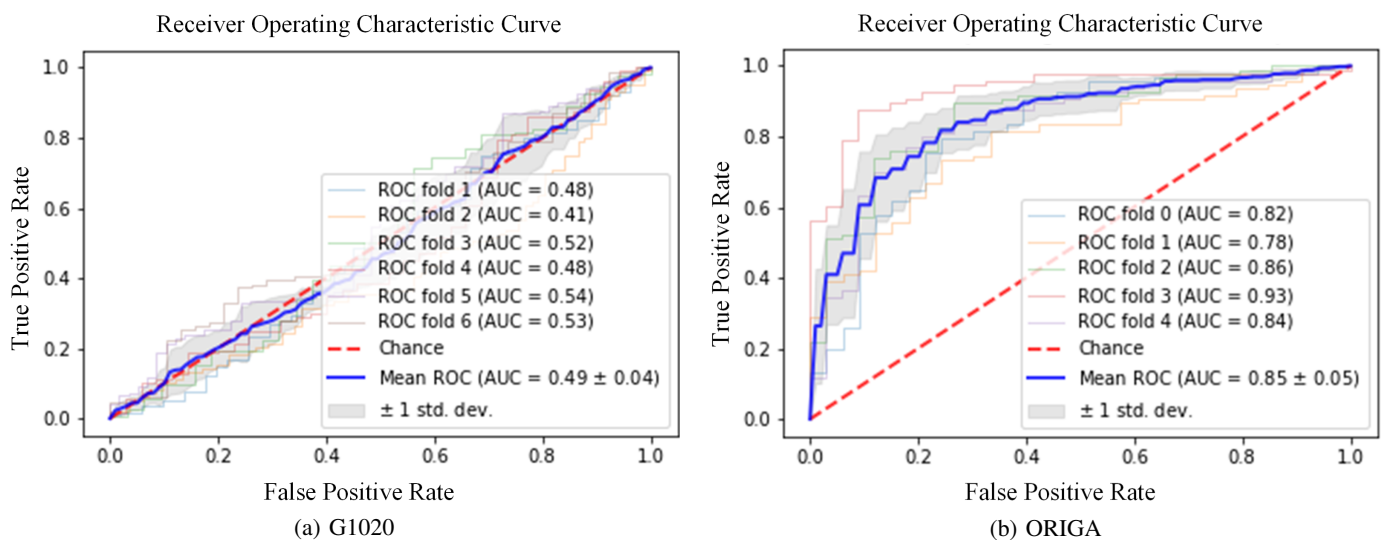 Receiver Operating Characteristic Curve
True Positive Rate
1.0
0.8
0.6
0.4
0.2
0.0
ROC fold 1 (AUC = 0.48)
ROC fold 2 (AUC = 0.41)
ROC fold 3 (AUC = 0.52)
ROC fold 4 (AUC = 0.48)
ROC fold 5 (AUC = 0.54)
ROC fold 6 (AUC = 0.53)
Chance
Mean ROC (AUC = 0.49 ± 0.04)
± 1 std. dev.
0.0 0.2 0.4 0.6 0.8 1.0
False Positive Rate
(a) G1020
Receiver Operating Characteristic Curve
True Positive Rate
1.0
0.8
0.6
0.4
0.2
0.0
ROC fold 0 (AUC = 0.82)
ROC fold 1 (AUC = 0.78)
ROC fold 2 (AUC = 0.86)
ROC fold 3 (AUC = 0.93)
ROC fold 4 (AUC = 0.84)
Chance
Mean ROC (AUC = 0.85 ± 0.05)
± 1 std. dev.
0.0 0.2 0.4 0.6 0.8 1.0
False Positive Rate
(b) ORIGA